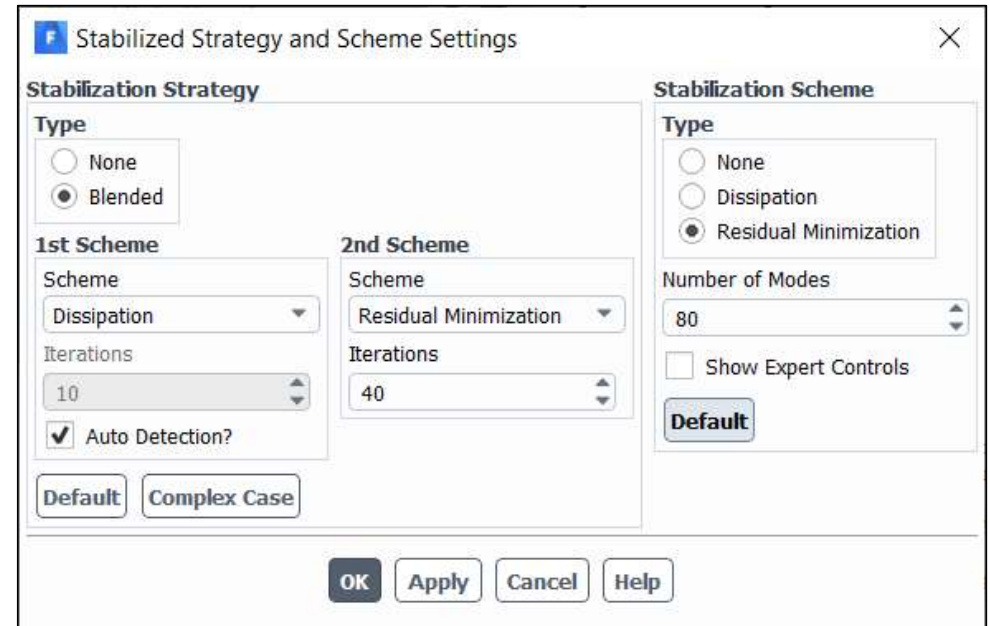 F Stabilized Strategy and Scheme Settings
Stabilization Strategy
Type
None
Blended
1st Scheme
Scheme
Dissipation
Iterations
10
Auto Detection?
2nd Scheme
Scheme
Residual Minimization
Iterations
40
Default Complex Case
Stabilization Scheme
Type
None
Dissipation
Residual Minimization
Number of Modes
80
Show Expert Controls
Default
OK Apply Cancel Help